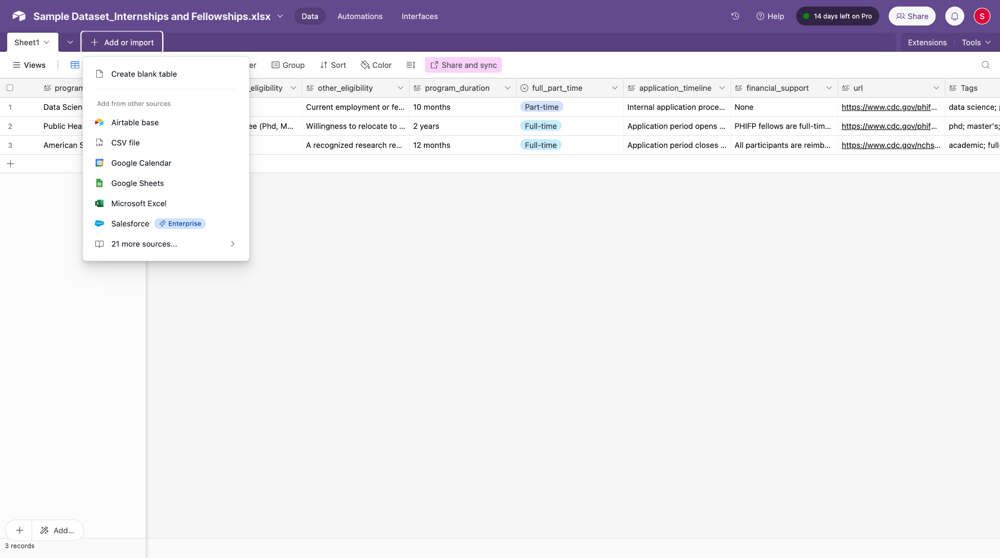 Sample Dataset_Internships and Fellowships.xlsx
Data
Automations
Interfaces
Help
14 days left on Pro
Share
S
Sheet1
Add or import
Extensions
Tools
Views
er
Group
Sort
Color
Share and sync
program
_eligibility
other_eligibility
program_duration
full_part_time
application_timeline
financial_support
url
Tags
1
Data Scien
Current employment or fe...
10 months
Part-time
Internal application proce...
None
https://www.cdc.gov/phif...
data science; p
2
Public Heal
ee (Phd, M...
Willingness to relocate to ...
2 years
Full-time
Application period opens ...
PHIFP fellows are full-tim...
https://www.cdc.gov/phif...
phd; master's;
3
American S
A recognized research re...
12 months
Full-time
Application period closes ...
All participants are reimb...
https://www.cdc.gov/nchs...
academic; full-
Create blank table
Add from other sources
Airtable base
CSV
CSV file
31
Google Calendar
Google Sheets
Microsoft Excel
Salesforce
Enterprise
21 more sources...
Add...
3 records